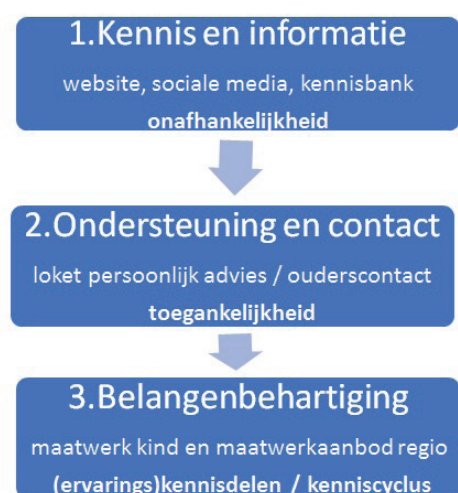 1.Kennis en informatie
website, sociale media, kennisbank
onafhankelijkheid
2.Ondersteuning en contact
loket persoonlijk advies / ouderscontact
toegankelijkheid
3.Belangenbehartiging
maatwerk kind en maatwerkaanbod regio
(ervarings)kennisdelen / kenniscyclus